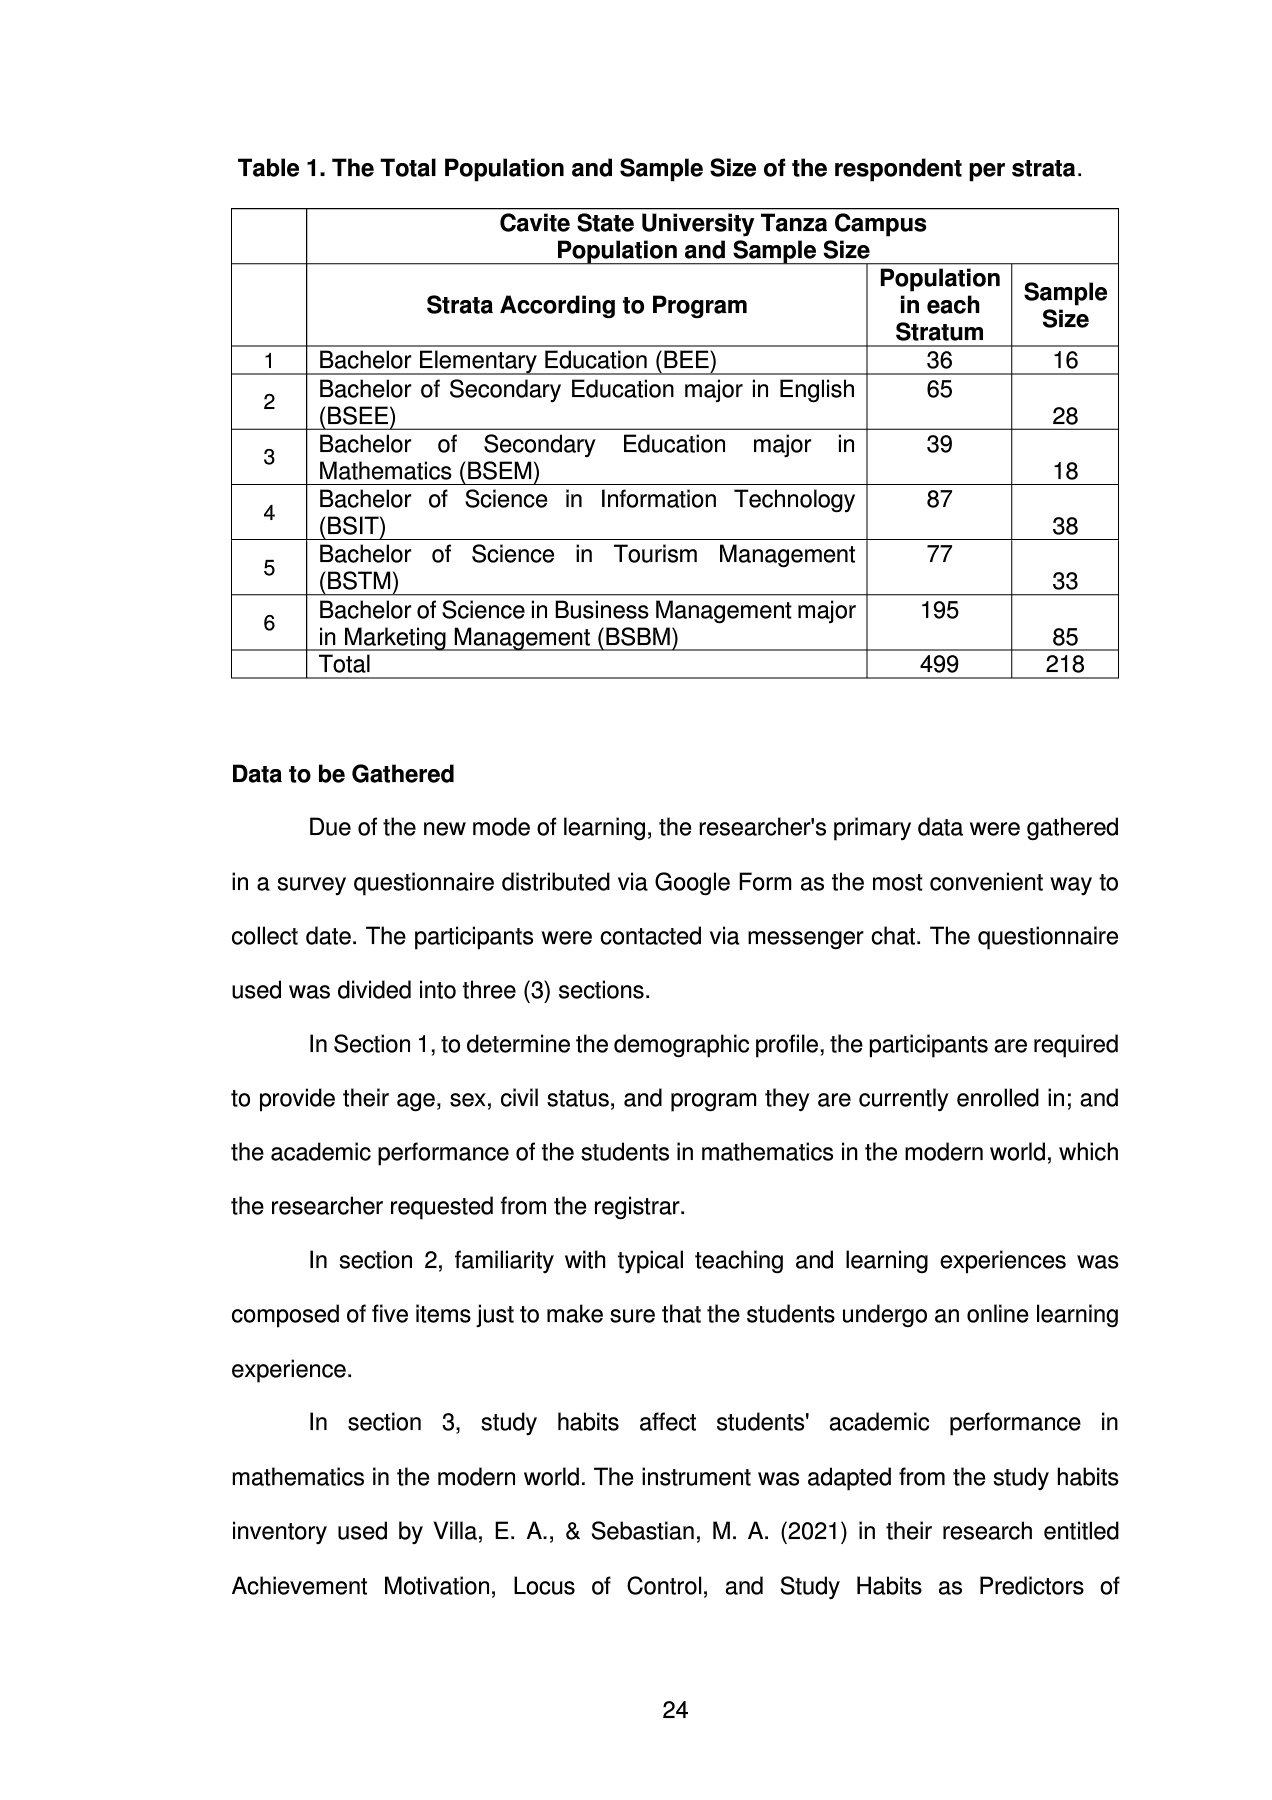 Table 1. The Total Population and Sample Size of the respondent per strata.
Cavite State University Tanza Campus
Population and Sample Size
Strata According to Program
Population
in each
Stratum
Sample
Size
1 Bachelor Elementary Education (BEE) 36 16
2 Bachelor of Secondary Education major in English
(BSEE) 65 28
3 Bachelor of Secondary Education major in
Mathematics (BSEM) 39 18
4 Bachelor of Science in Information Technology
(BSIT) 87 38
5 Bachelor of Science in Tourism Management
(BSTM) 77 33
6 Bachelor of Science in Business Management major
in Marketing Management (BSBM) 195 85
Total 499 218
Data to be Gathered
Due of the new mode of learning, the researcher's primary data were gathered
in a survey questionnaire distributed via Google Form as the most convenient way to
collect date. The participants were contacted via messenger chat. The questionnaire
used was divided into three (3) sections.
In Section 1, to determine the demographic profile, the participants are required
to provide their age, sex, civil status, and program they are currently enrolled in; and
the academic performance of the students in mathematics in the modern world, which
the researcher requested from the registrar.
In section 2, familiarity with typical teaching and learning experiences was
composed of five items just to make sure that the students undergo an online learning
experience.
In section 3, study habits affect students' academic performance in
mathematics in the modern world. The instrument was adapted from the study habits
inventory used by Villa, E. A., & Sebastian, M. A. (2021) in their research entitled
Achievement Motivation, Locus of Control, and Study Habits as Predictors of
24